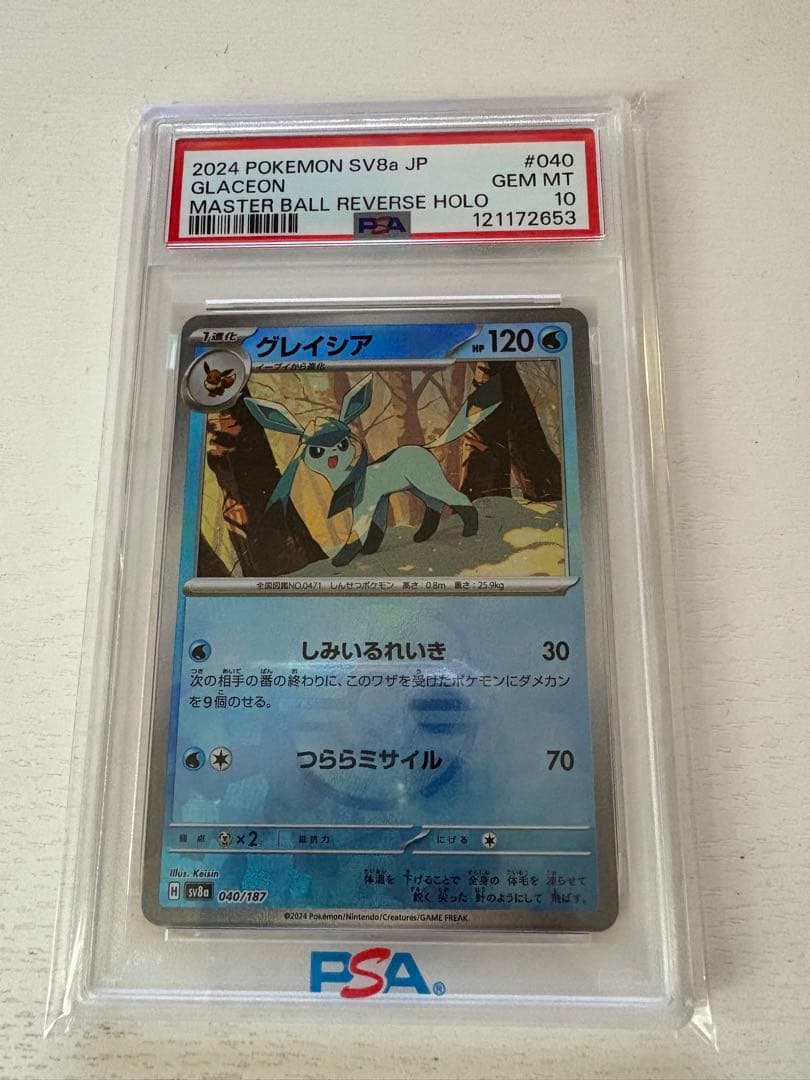 2024 POKEMON SV8a JP #040
GLACEON GEM MT
MASTER BALL REVERSE HOLO 10
PSA 121172653
1進化 グレイシア HP 120
イーブイから進化
全国図鑑NO.0471 しんせつポケモン 高さ:0.8m 重さ:25.9kg
しみいるれいき 30
次の相手の番の終わりに、このワザを受けたポケモンにダメカン
を9個のせる。
つららミサイル 70
弱点 ×2 抵抗力 にげる
Illus. Koisin
体温を下げることで全身の体毛を凍らせて
H sv8a 040/187
鋭く尖った針のようにして飛ばす。
©2024 Pokémon/Nintendo/Creatures/GAME FREAK
PSA®